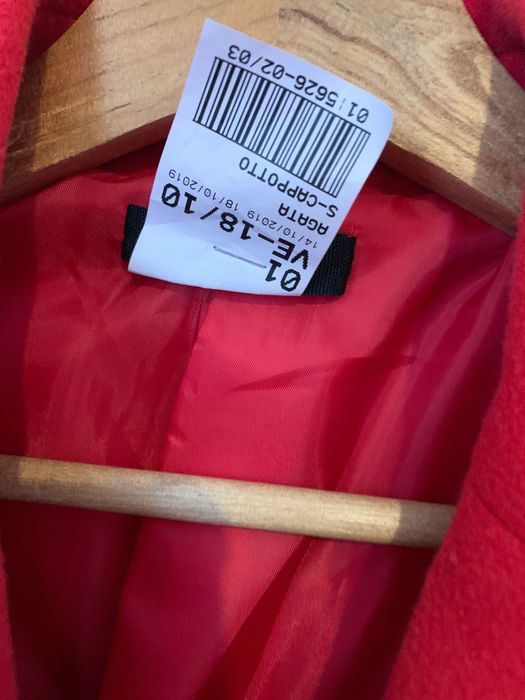 01
VE-18/10
14/10/2019 18/10/2019
AGATA
S-CAPPOTTO
01|5626-02/03